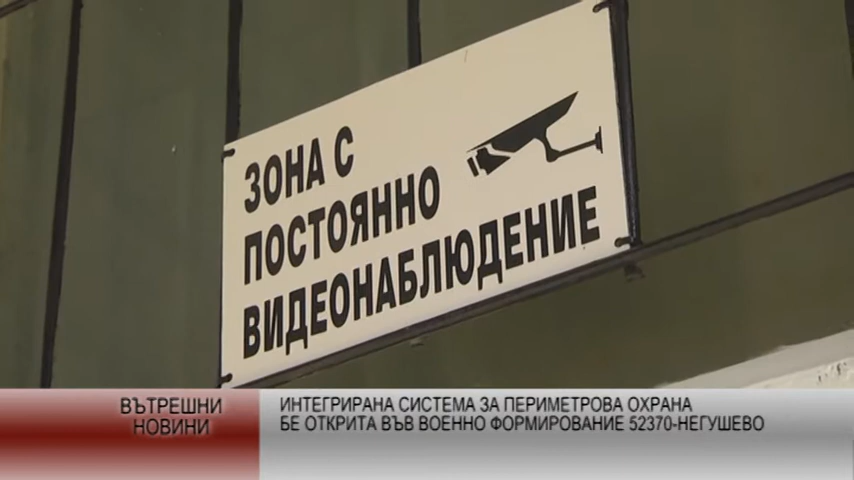 ЗОНА С
ПОСТОЯННО
ВИДЕОНАБЛЮДЕНИЕ
ВЪТРЕШНИ
НОВИНИ
ИНТЕГРИРАНА СИСТЕМА ЗА ПЕРИМЕТРОВА ОХРАНА
БЕ ОТКРИТА ВЪВ ВОЕННО ФОРМИРОВАНИЕ 52370-НЕГУШЕВО